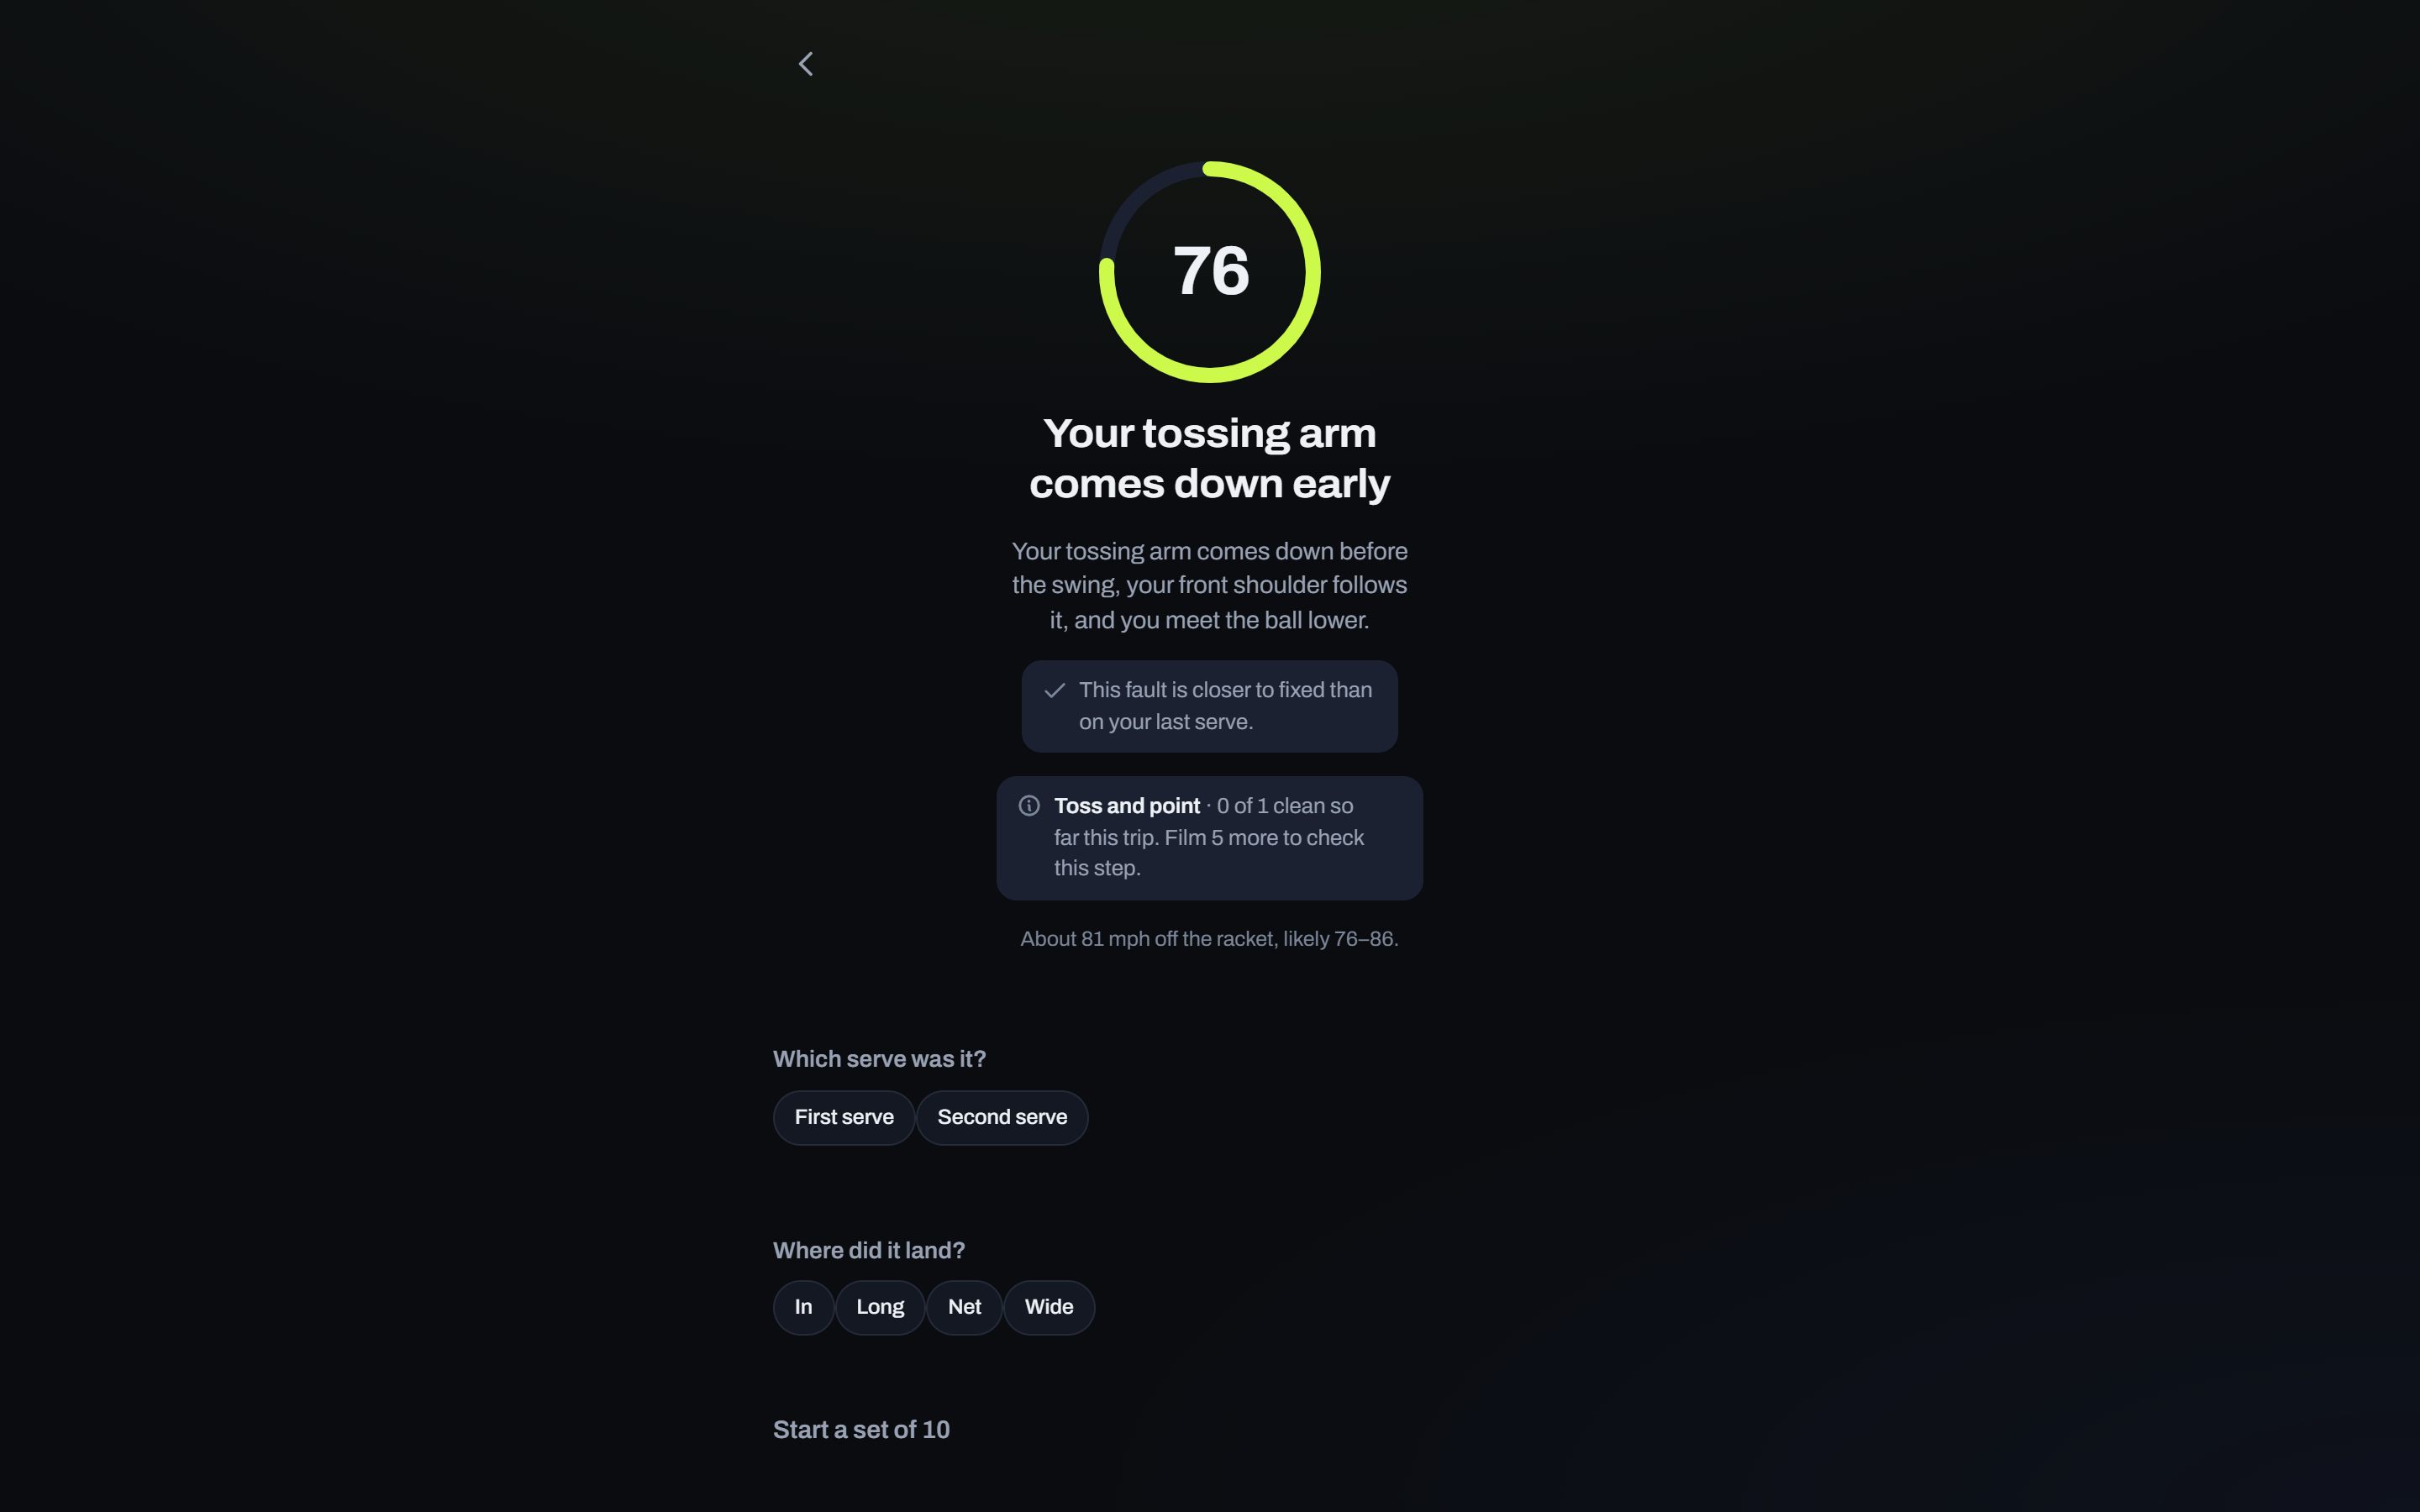 76
Your tossing arm
comes down early
Your tossing arm comes down before
the swing, your front shoulder follows
it, and you meet the ball lower.
This fault is closer to fixed than
on your last serve.
Toss and point · 0 of 1 clean so
far this trip. Film 5 more to check
this step.
About 81 mph off the racket, likely 76–86.
Which serve was it?
First serve Second serve
Where did it land?
In Long Net Wide
Start a set of 10